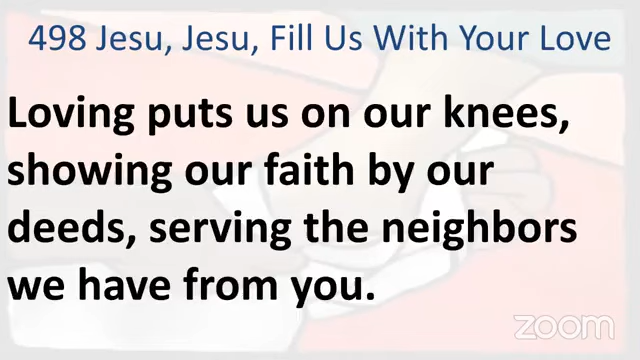 498 Jesu, Jesu, Fill Us With Your Love
Loving puts us on our knees,
showing our faith by our
deeds, serving the neighbors
we have from you.
zoom